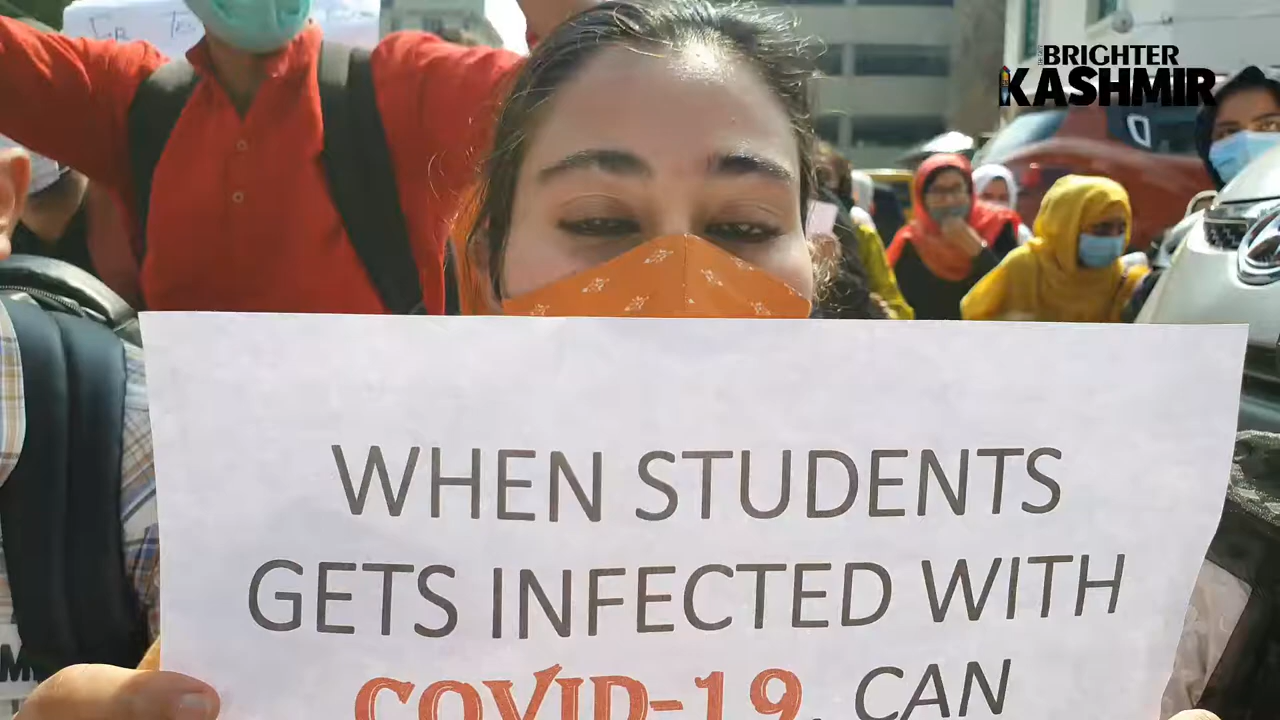 BRIGHTER
KASHMIR
WHEN STUDENTS
GETS INFECTED WITH
COVID-19, CAN